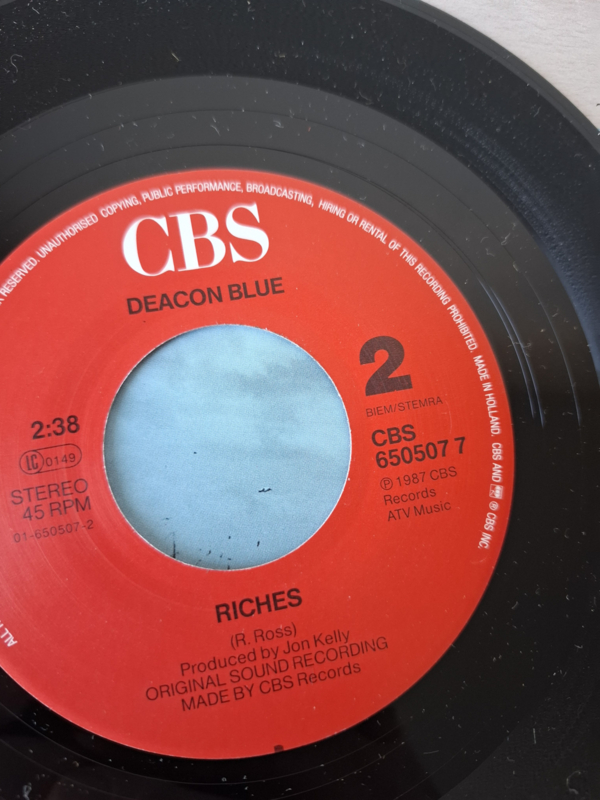 RESERVED. UNAUTHORISED COPYING, PUBLIC PERFORMANCE, BROADCASTING, HIRING OR RENTAL OF THIS RECORDING PROHIBITED. MADE IN HOLLAND. CBS AND ® CBS INC.
CBS
DEACON BLUE
2
BIEM/STEMRA
CBS
650507 7
℗ 1987 CBS
Records
ATV Music
2:38
LC 0149
STEREO
45 RPM
01-650507-2
RICHES
(R. Ross)
Produced by Jon Kelly
ORIGINAL SOUND RECORDING
MADE BY CBS Records
ALL